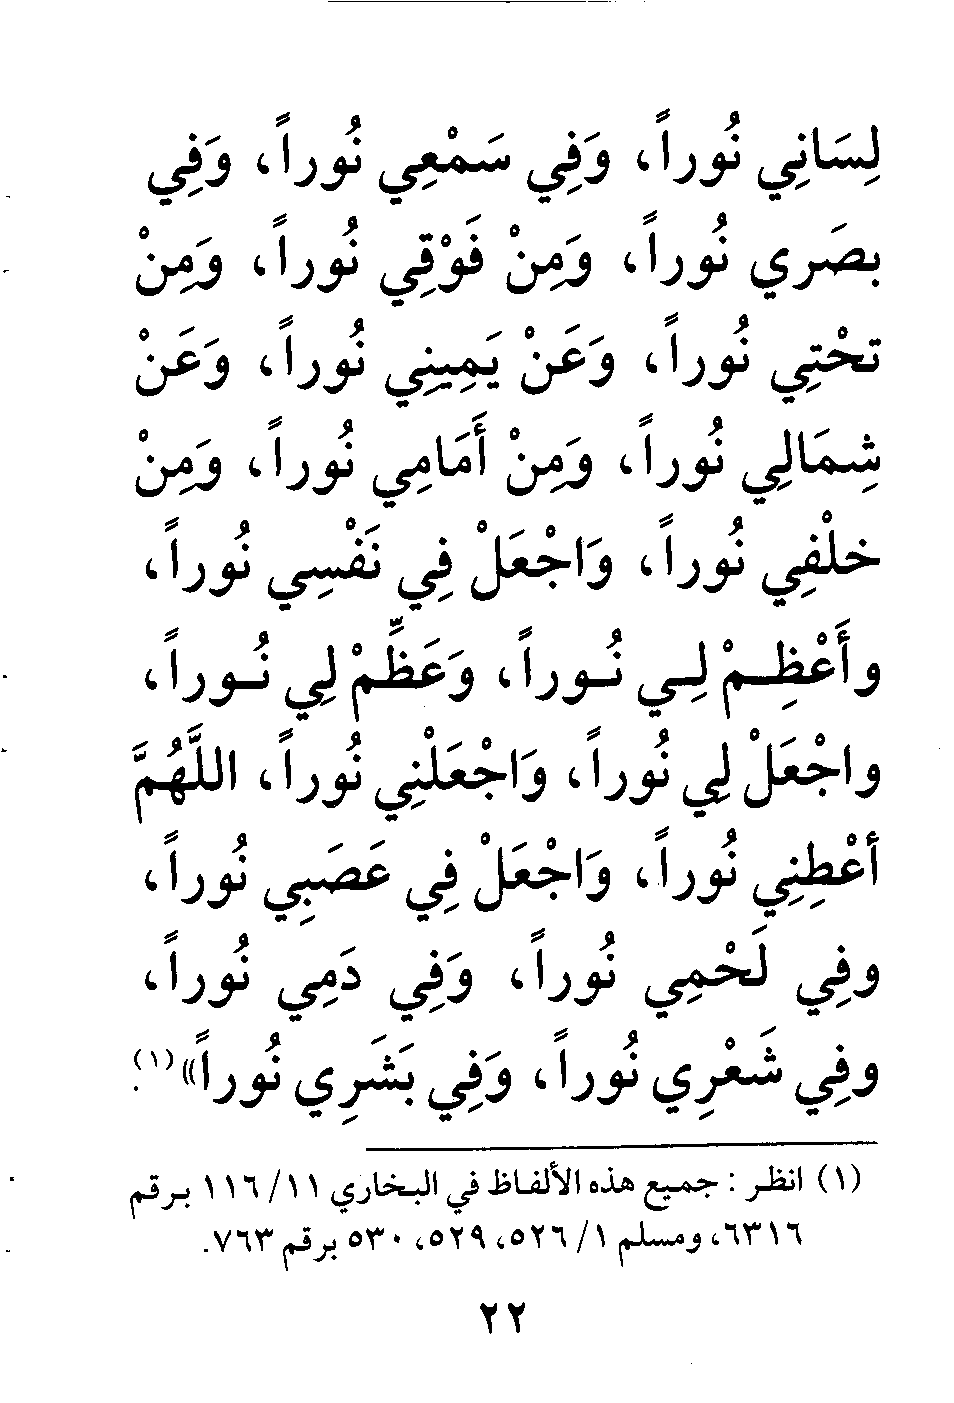 لِسَانِي نُوراً، وَفِي سَمْعِي نُوراً، وَفِي
بصَرِي نُوراً، وَمِنْ فَوْقِي نُوراً، وَمِنْ
تحْتِي نُوراً، وَعَنْ يَمِينِي نُوراً، وَعَنْ
شِمَالِي نُوراً، وَمِنْ أَمَامِي نُوراً، وَمِنْ
خلْفِي نُوراً، وَاجْعَلْ فِي نَفْسِي نُوراً،
وأَعْظِمْ لِي نُوراً، وَعَظِّمْ لِي نُوراً،
واجْعَلْ لِي نُوراً، وَاجْعَلْنِي نُوراً، اللَّهُمَّ
أعْطِنِي نُوراً، وَاجْعَلْ فِي عَصَبِي نُوراً،
وفِي لَحْمِي نُوراً، وَفِي دَمِي نُوراً،
وفِي شَعْرِي نُوراً، وَفِي بَشَرِي نُوراً»(١).
(١) انظر : جميع هذه الألفاظ في البخاري ١١/ ١١٦ برقم
٦٣١٦، ومسلم ١/ ٥٢٦، ٥٢٩، ٥٣٠ برقم ٧٦٣.
٢٢